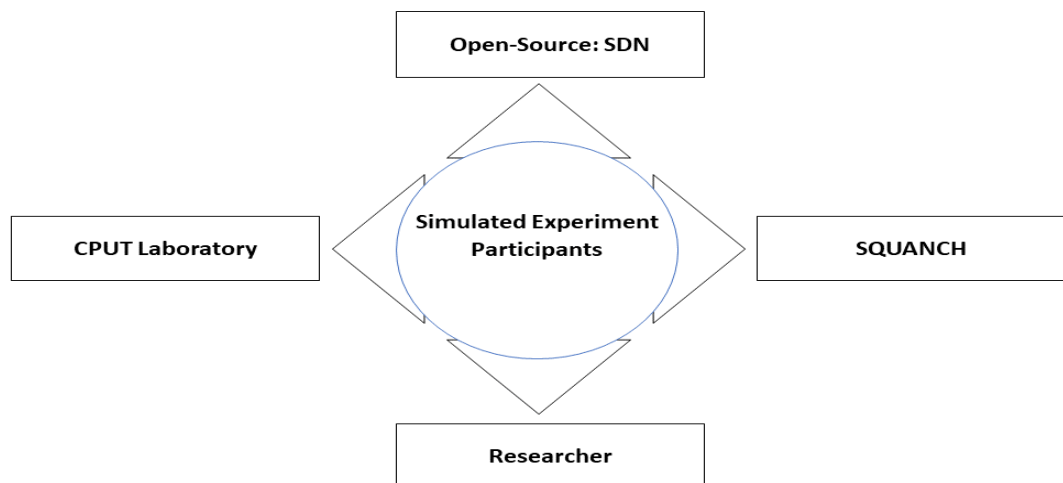 Open-Source: SDN
Simulated Experiment
Participants
CPUT Laboratory
SQUANCH
Researcher